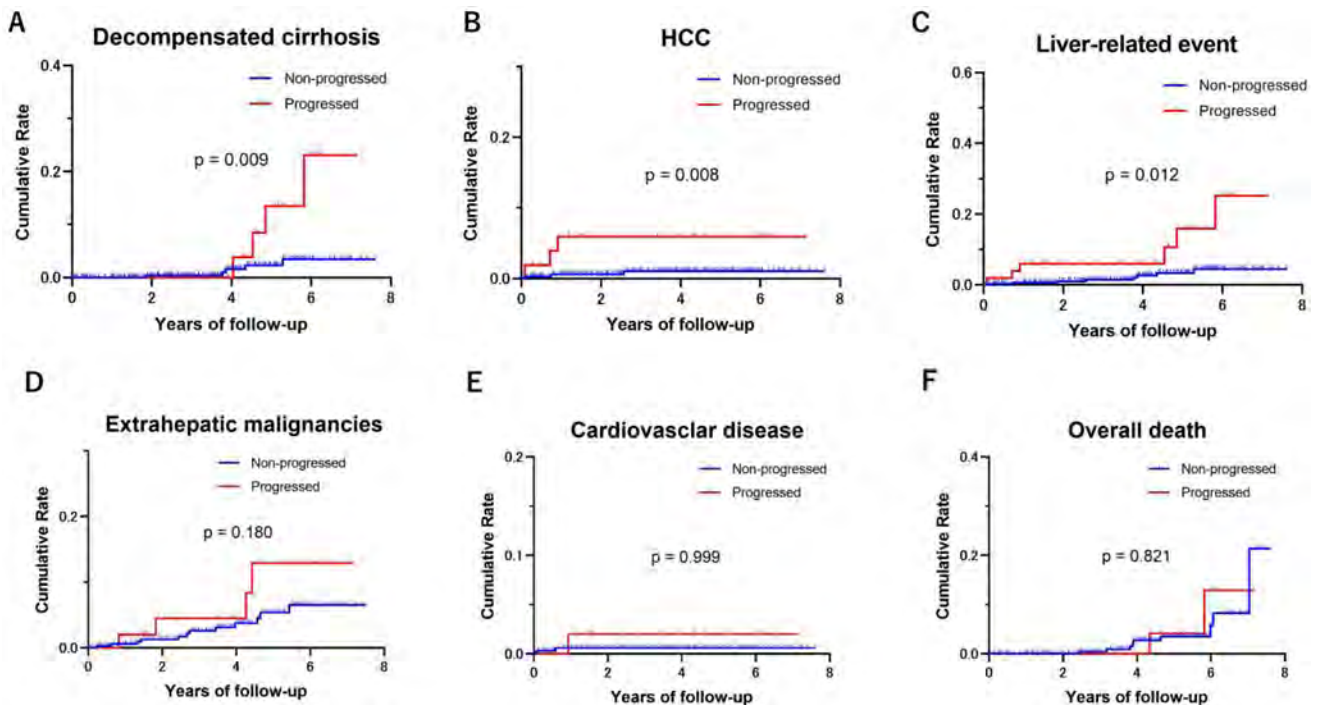 A
Decompensated cirrhosis
0.4
0.2
0.0
Cumulative Rate
Non-progressed
Progressed
p = 0.009
0 2 4 6 8
Years of follow-up
B
HCC
0.2
0.0
Cumulative Rate
Non-progressed
Progressed
p = 0.008
0 2 4 6 8
Years of follow-up
C
Liver-related event
0.6
0.4
0.2
0.0
Cumulative Rate
Non-progressed
Progressed
p = 0.012
0 2 4 6 8
Years of follow-up
D
Extrahepatic malignancies
0.2
0.0
Cumulative Rate
Non-progressed
Progressed
p = 0.180
0 2 4 6 8
Years of follow-up
E
Cardiovasclar disease
0.2
0.1
0.0
Cumulative Rate
Non-progressed
Progressed
p = 0.999
0 2 4 6 8
Years of follow-up
F
Overall death
0.4
0.2
0.0
Cumulative Rate
Non-progressed
Progressed
p = 0.821
0 2 4 6 8
Years of follow-up